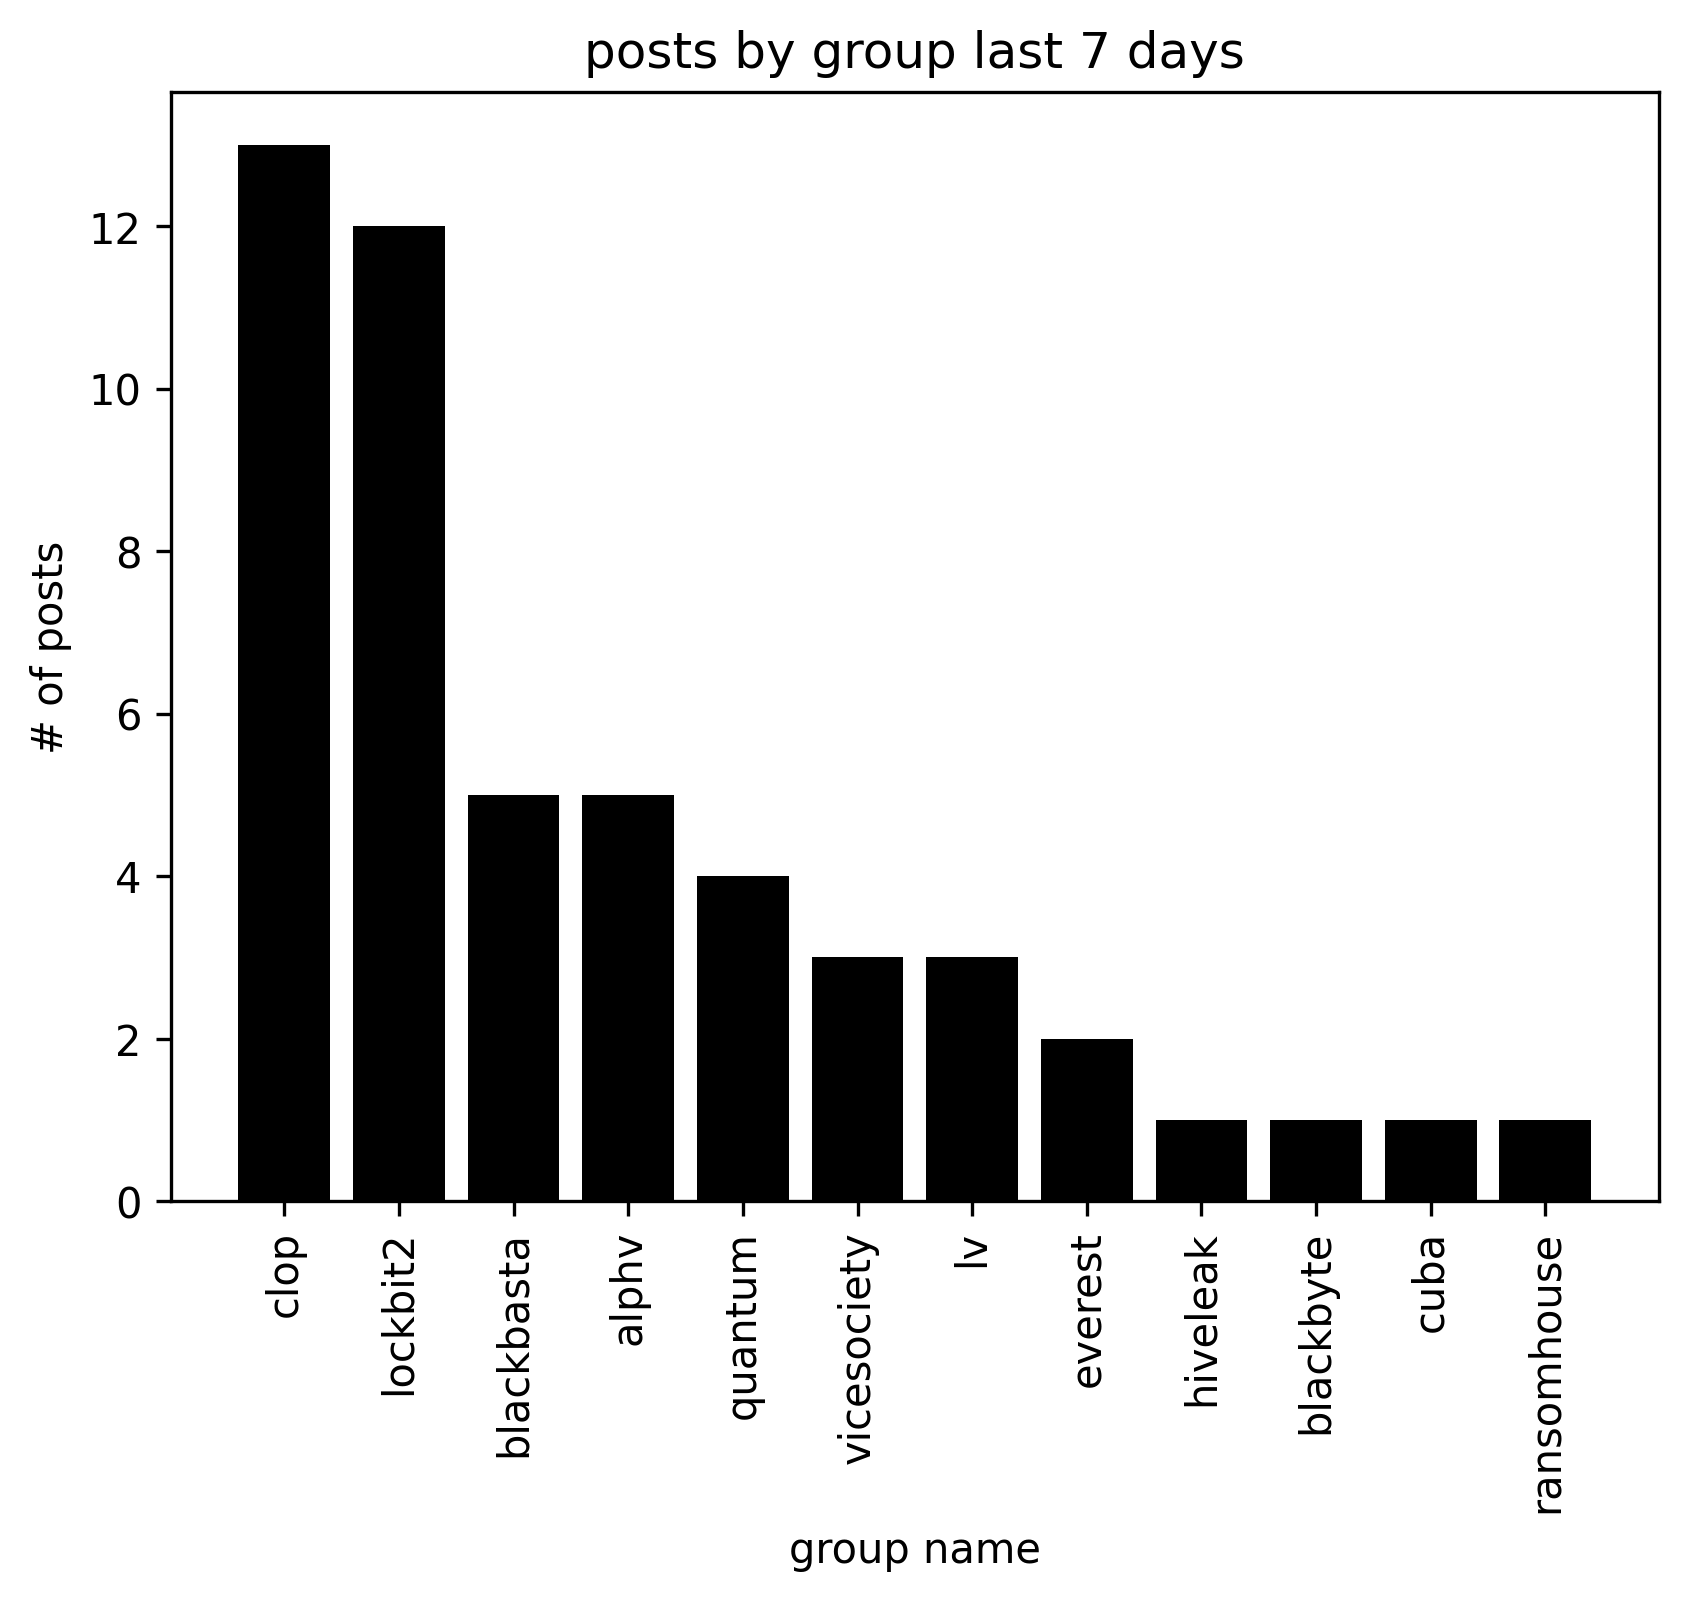 posts by group last 7 days
# of posts
12
10
8
6
4
2
0
clop
lockbit2
blackbasta
alphv
quantum
vicesociety
lv
everest
hiveleak
blackbyte
cuba
ransomhouse
group name